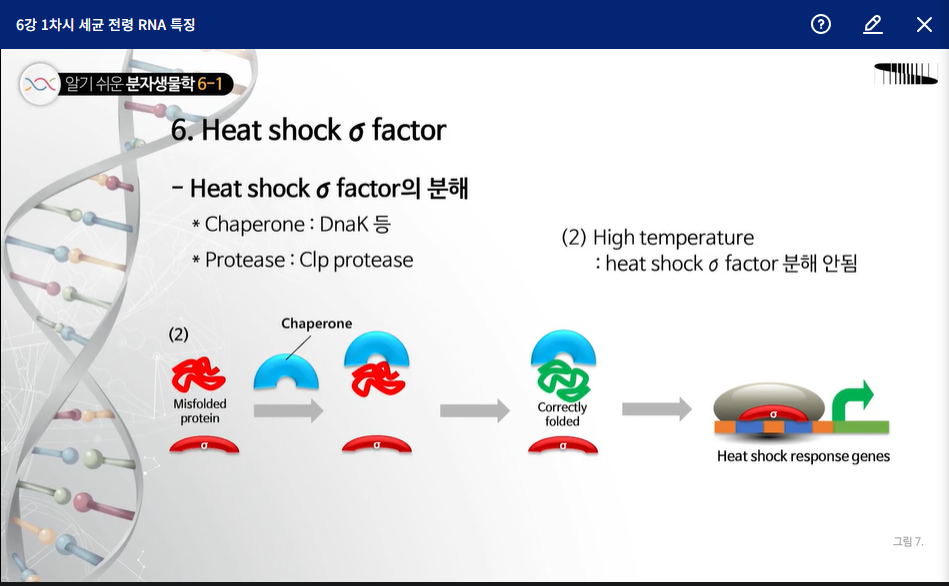 6강 1차시 세균 전령 RNA 특징
알기 쉬운 분자생물학 6-1
6. Heat shock σ factor
- Heat shock σ factor의 분해
* Chaperone : DnaK 등
* Protease : Clp protease
(2) High temperature
: heat shock σ factor 분해 안됨
(2)
Chaperone
Misfolded
protein
σ
σ
Correctly
folded
σ
σ
Heat shock response genes
그림 7.